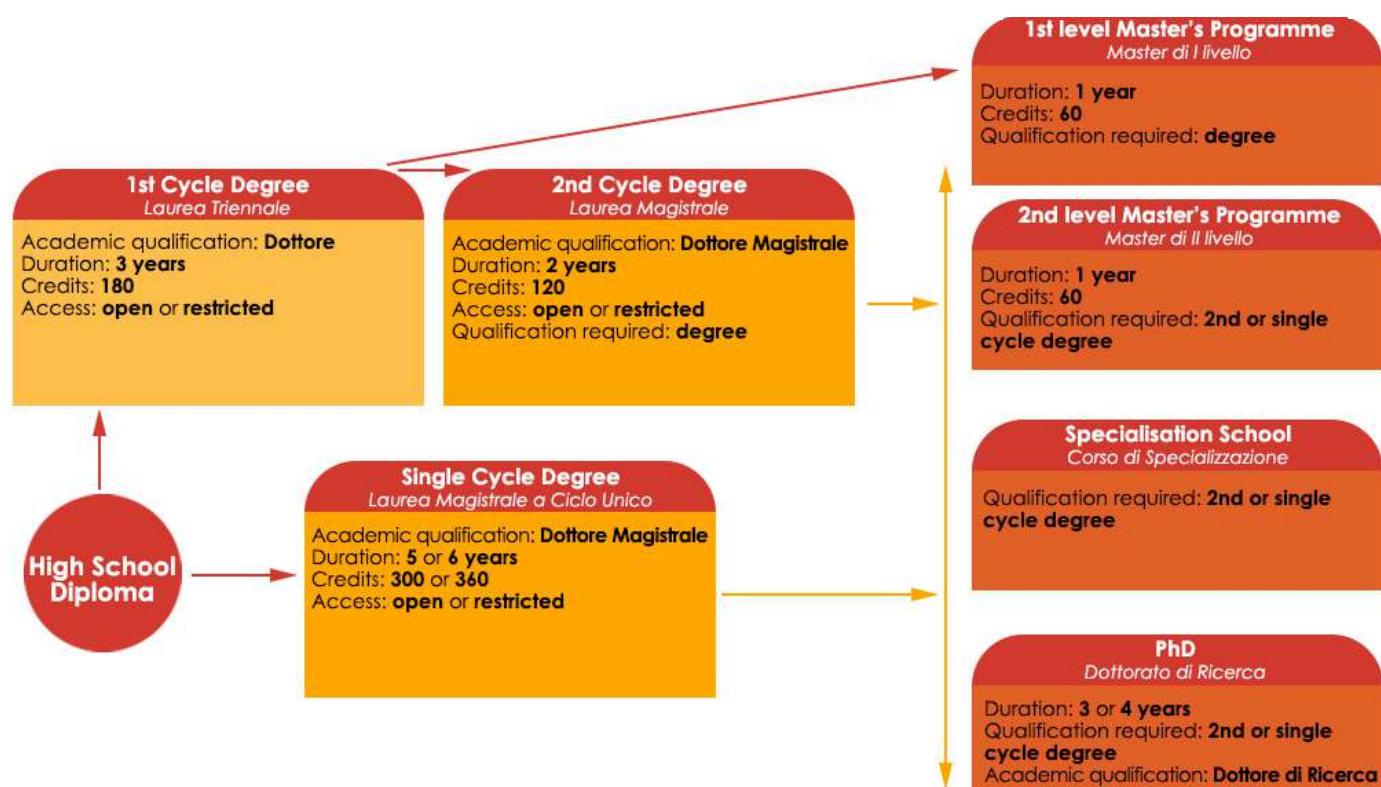 1st level Master's Programme
Master di I livello
Duration: 1 year
Credits: 60
Qualification required: degree
1st Cycle Degree
Laurea Triennale
Academic qualification: Dottore
Duration: 3 years
Credits: 180
Access: open or restricted
2nd Cycle Degree
Laurea Magistrale
Academic qualification: Dottore Magistrale
Duration: 2 years
Credits: 120
Access: open or restricted
Qualification required: degree
2nd level Master's Programme
Master di II livello
Duration: 1 year
Credits: 60
Qualification required: 2nd or single
cycle degree
High School
Diploma
Single Cycle Degree
Laurea Magistrale a Ciclo Unico
Academic qualification: Dottore Magistrale
Duration: 5 or 6 years
Credits: 300 or 360
Access: open or restricted
Specialisation School
Corso di Specializzazione
Qualification required: 2nd or single
cycle degree
PhD
Dottorato di Ricerca
Duration: 3 or 4 years
Qualification required: 2nd or single
cycle degree
Academic qualification: Dottore di Ricerca